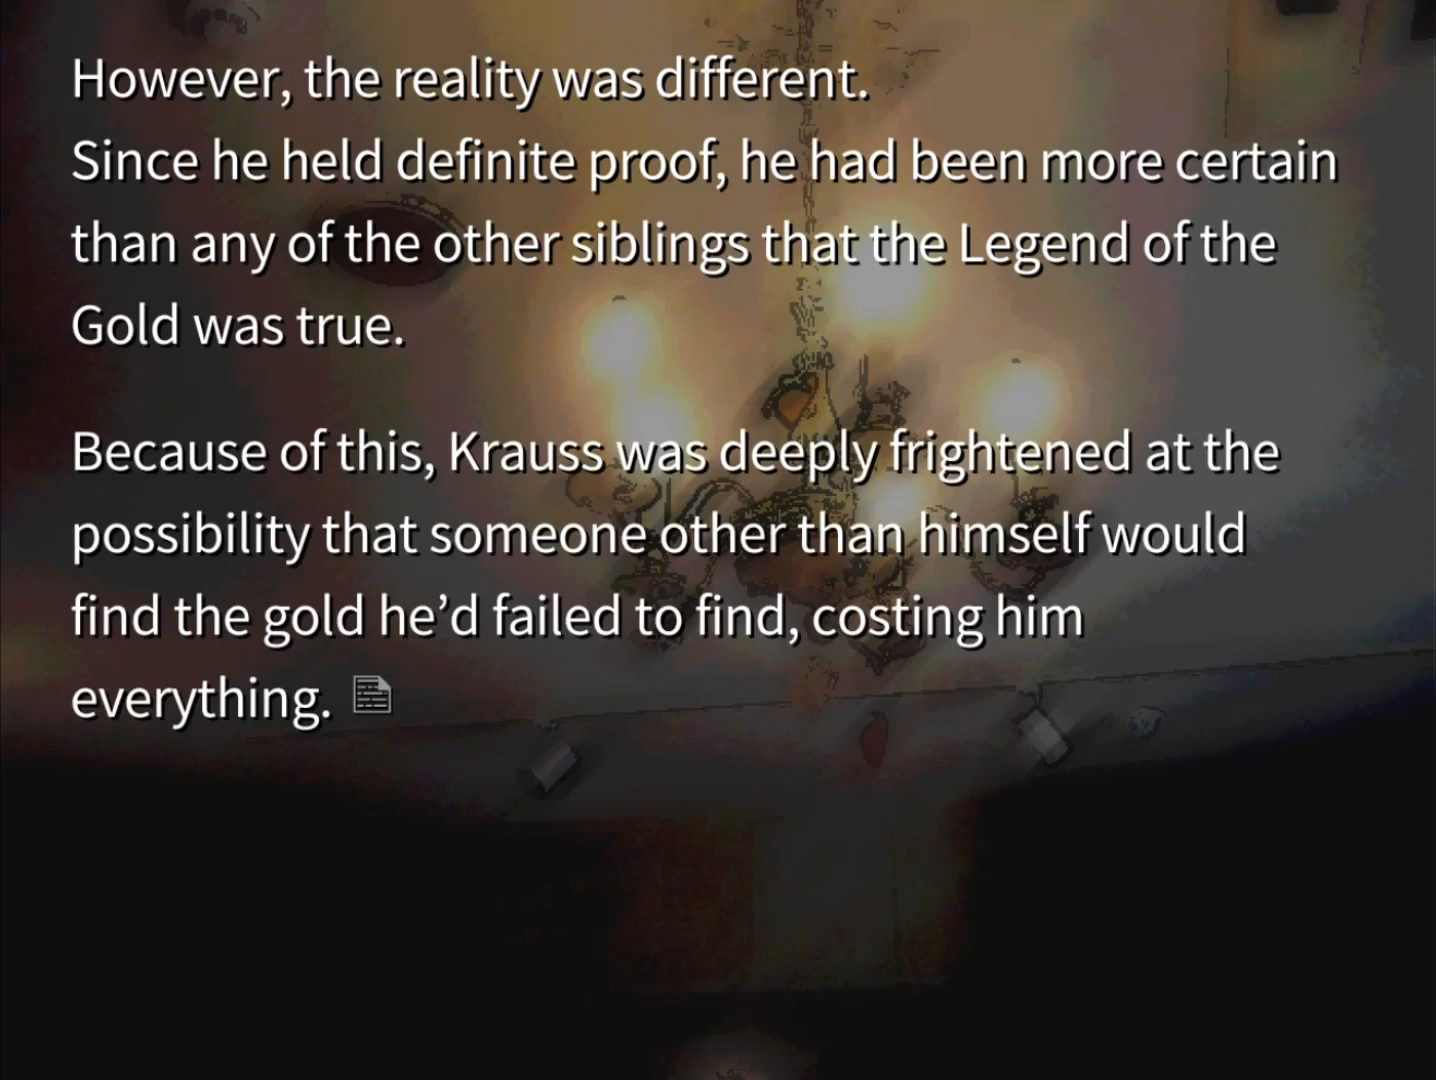 However, the reality was different.
Since he held definite proof, he had been more certain
than any of the other siblings that the Legend of the
Gold was true.
Because of this, Krauss was deeply frightened at the
possibility that someone other than himself would
find the gold he’d failed to find, costing him
everything.